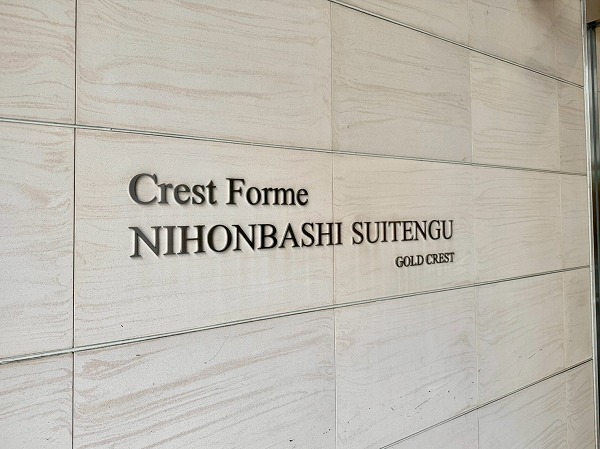 Crest Forme
NIHONBASHI SUITENGU
GOLD CREST